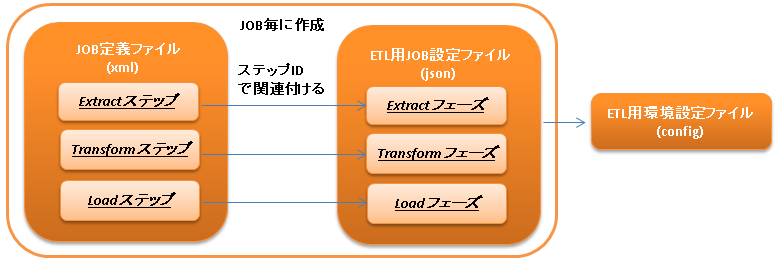 JOB毎に作成
JOB定義ファイル
(xml)
Extractステップ
Transformステップ
Loadステップ
ステップID
で関連付ける
ETL用JOB設定ファイル
(json)
Extractフェーズ
Transformフェーズ
Loadフェーズ
ETL用環境設定ファイル
(config)